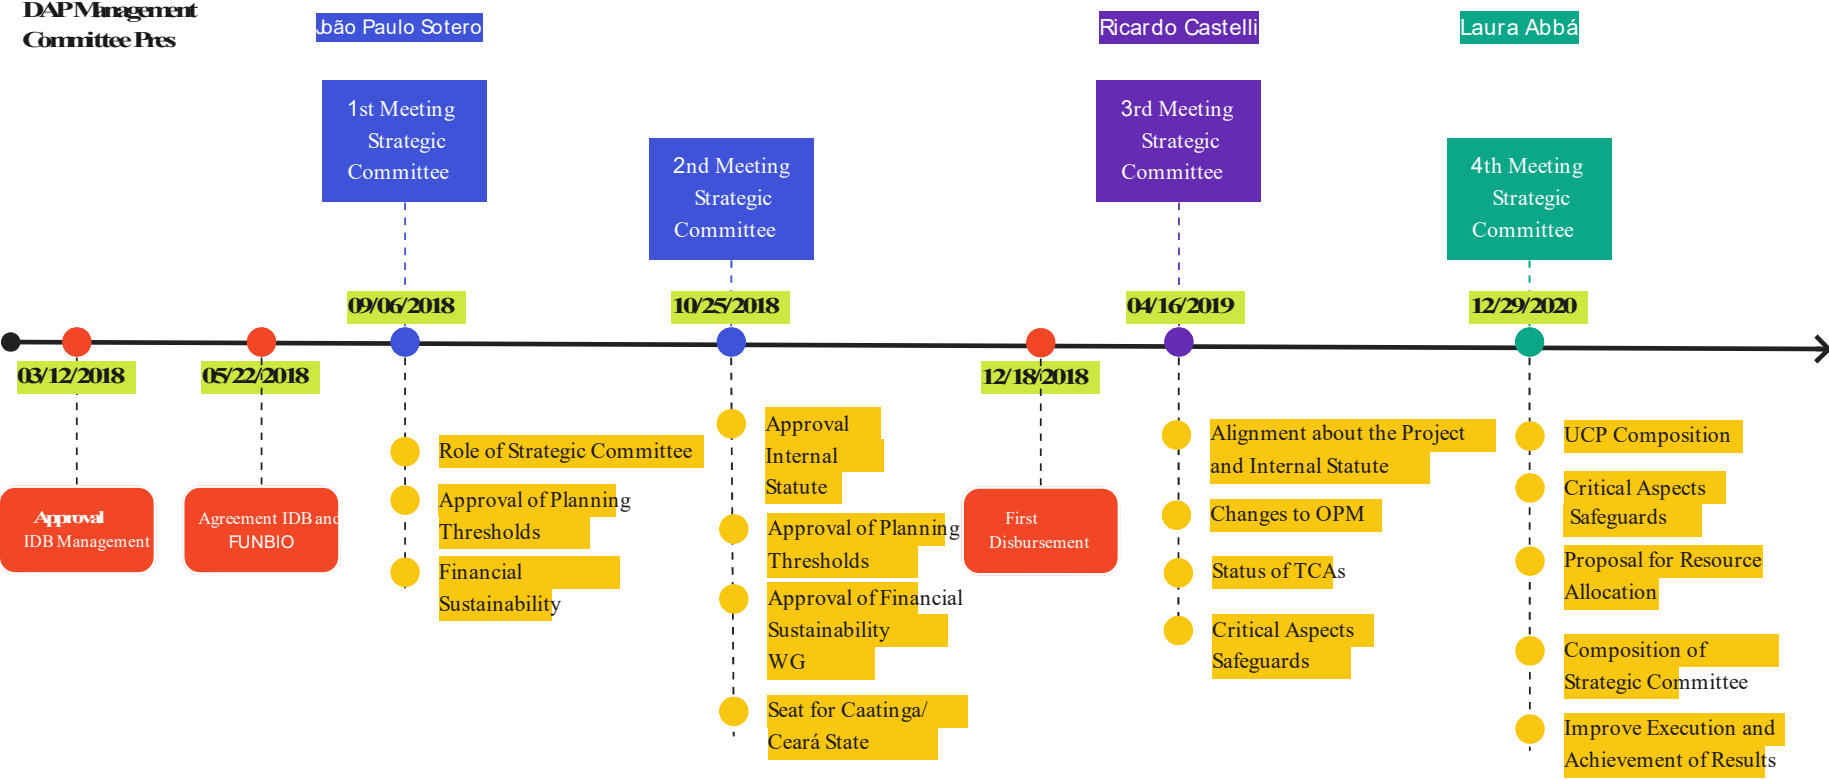 DAP Management
Committee Pres
João Paulo Sotero
Ricardo Castelli
Laura Abbá
1st Meeting
Strategic
Committee
2nd Meeting
Strategic
Committee
3rd Meeting
Strategic
Committee
4th Meeting
Strategic
Committee
09/06/2018
10/25/2018
04/16/2019
12/29/2020
03/12/2018
05/22/2018
12/18/2018
Approval
IDB Management
Agreement IDB and
FUNBIO
Role of Strategic Committee
Approval of Planning
Thresholds
Financial
Sustainability
Approval
Internal
Statute
Approval of Planning
Thresholds
Approval of Financial
Sustainability
WG
Seat for Caatinga/
Ceará State
First
Disbursement
Alignment about the Project
and Internal Statute
Changes to OPM
Status of TCAs
Critical Aspects
Safeguards
UCP Composition
Critical Aspects
Safeguards
Proposal for Resource
Allocation
Composition of
Strategic Committee
Improve Execution and
Achievement of Results